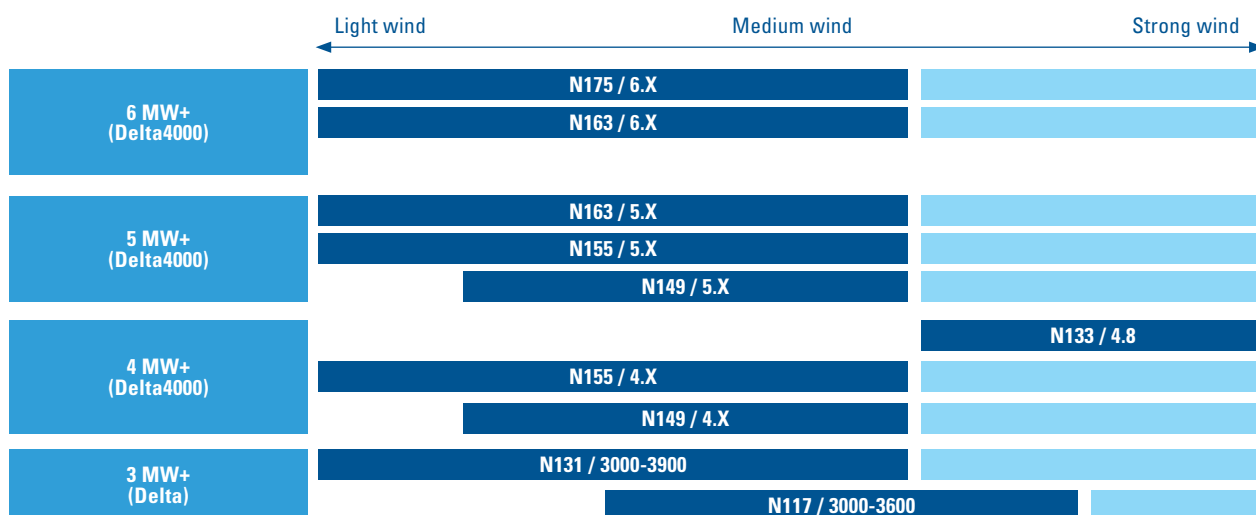 Light wind Medium wind Strong wind
6 MW+
(Delta4000)
N175 / 6.X
N163 / 6.X
5 MW+
(Delta4000)
N163 / 5.X
N155 / 5.X
N149 / 5.X
4 MW+
(Delta4000)
N133 / 4.8
N155 / 4.X
N149 / 4.X
3 MW+
(Delta)
N131 / 3000-3900
N117 / 3000-3600